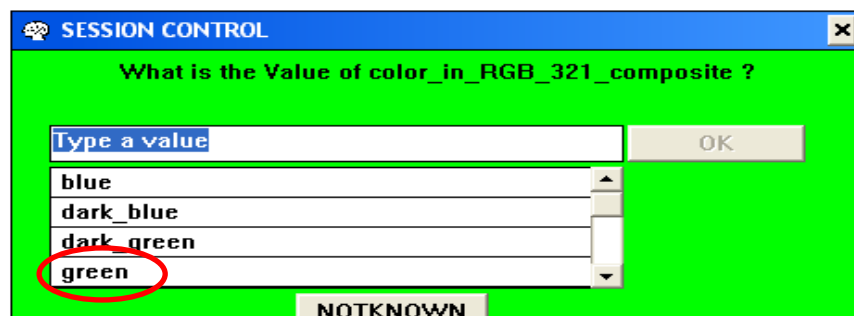 SESSION CONTROL
What is the Value of color_in_RGB_321_composite ?
Type a value
OK
blue
dark_blue
dark_green
green
NOTKNOWN